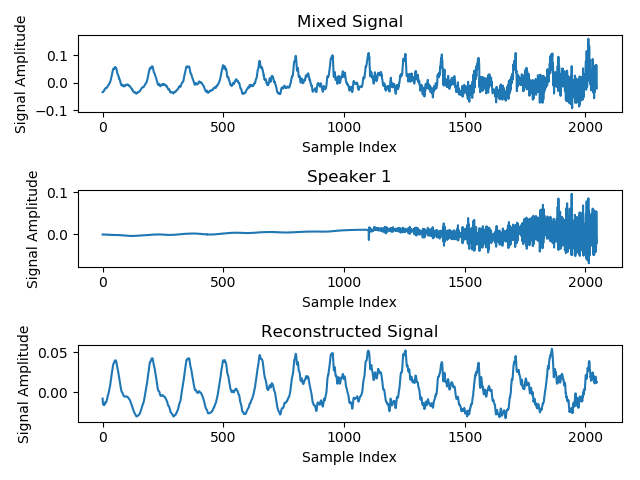 Mixed Signal
Signal Amplitude
0.1
0.0
−0.1
0 500 1000 1500 2000
Sample Index
Speaker 1
Signal Amplitude
0.1
0.0
0 500 1000 1500 2000
Sample Index
Reconstructed Signal
Signal Amplitude
0.05
0.00
0 500 1000 1500 2000
Sample Index